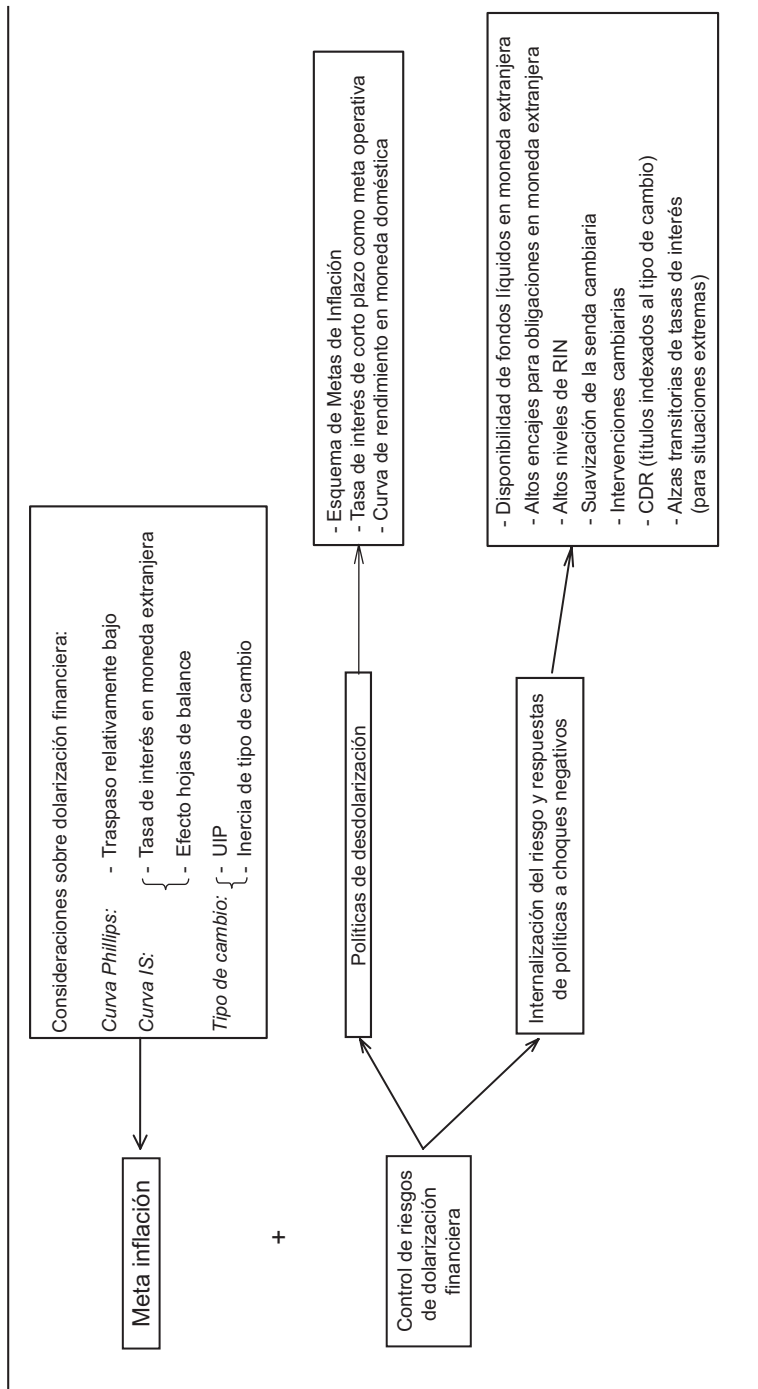 Meta inflación
+
Control de riesgos
de dolarización
financiera
Consideraciones sobre dolarización financiera:
Curva Phillips: - Traspaso relativamente bajo
Curva IS: - Tasa de interés en moneda extranjera
- Efecto hojas de balance
Tipo de cambio: - UIP
- Inercia de tipo de cambio
Políticas de desdolarización
Internalización del riesgo y respuestas
de políticas a choques negativos
- Esquema de Metas de Inflación
- Tasa de interés de corto plazo como meta operativa
- Curva de rendimiento en moneda doméstica
- Disponibilidad de fondos líquidos en moneda extranjera
- Altos encajes para obligaciones en moneda extranjera
- Altos niveles de RIN
- Suavización de la senda cambiaria
- Intervenciones cambiarias
- CDR (títulos indexados al tipo de cambio)
- Alzas transitorias de tasas de interés
(para situaciones extremas)